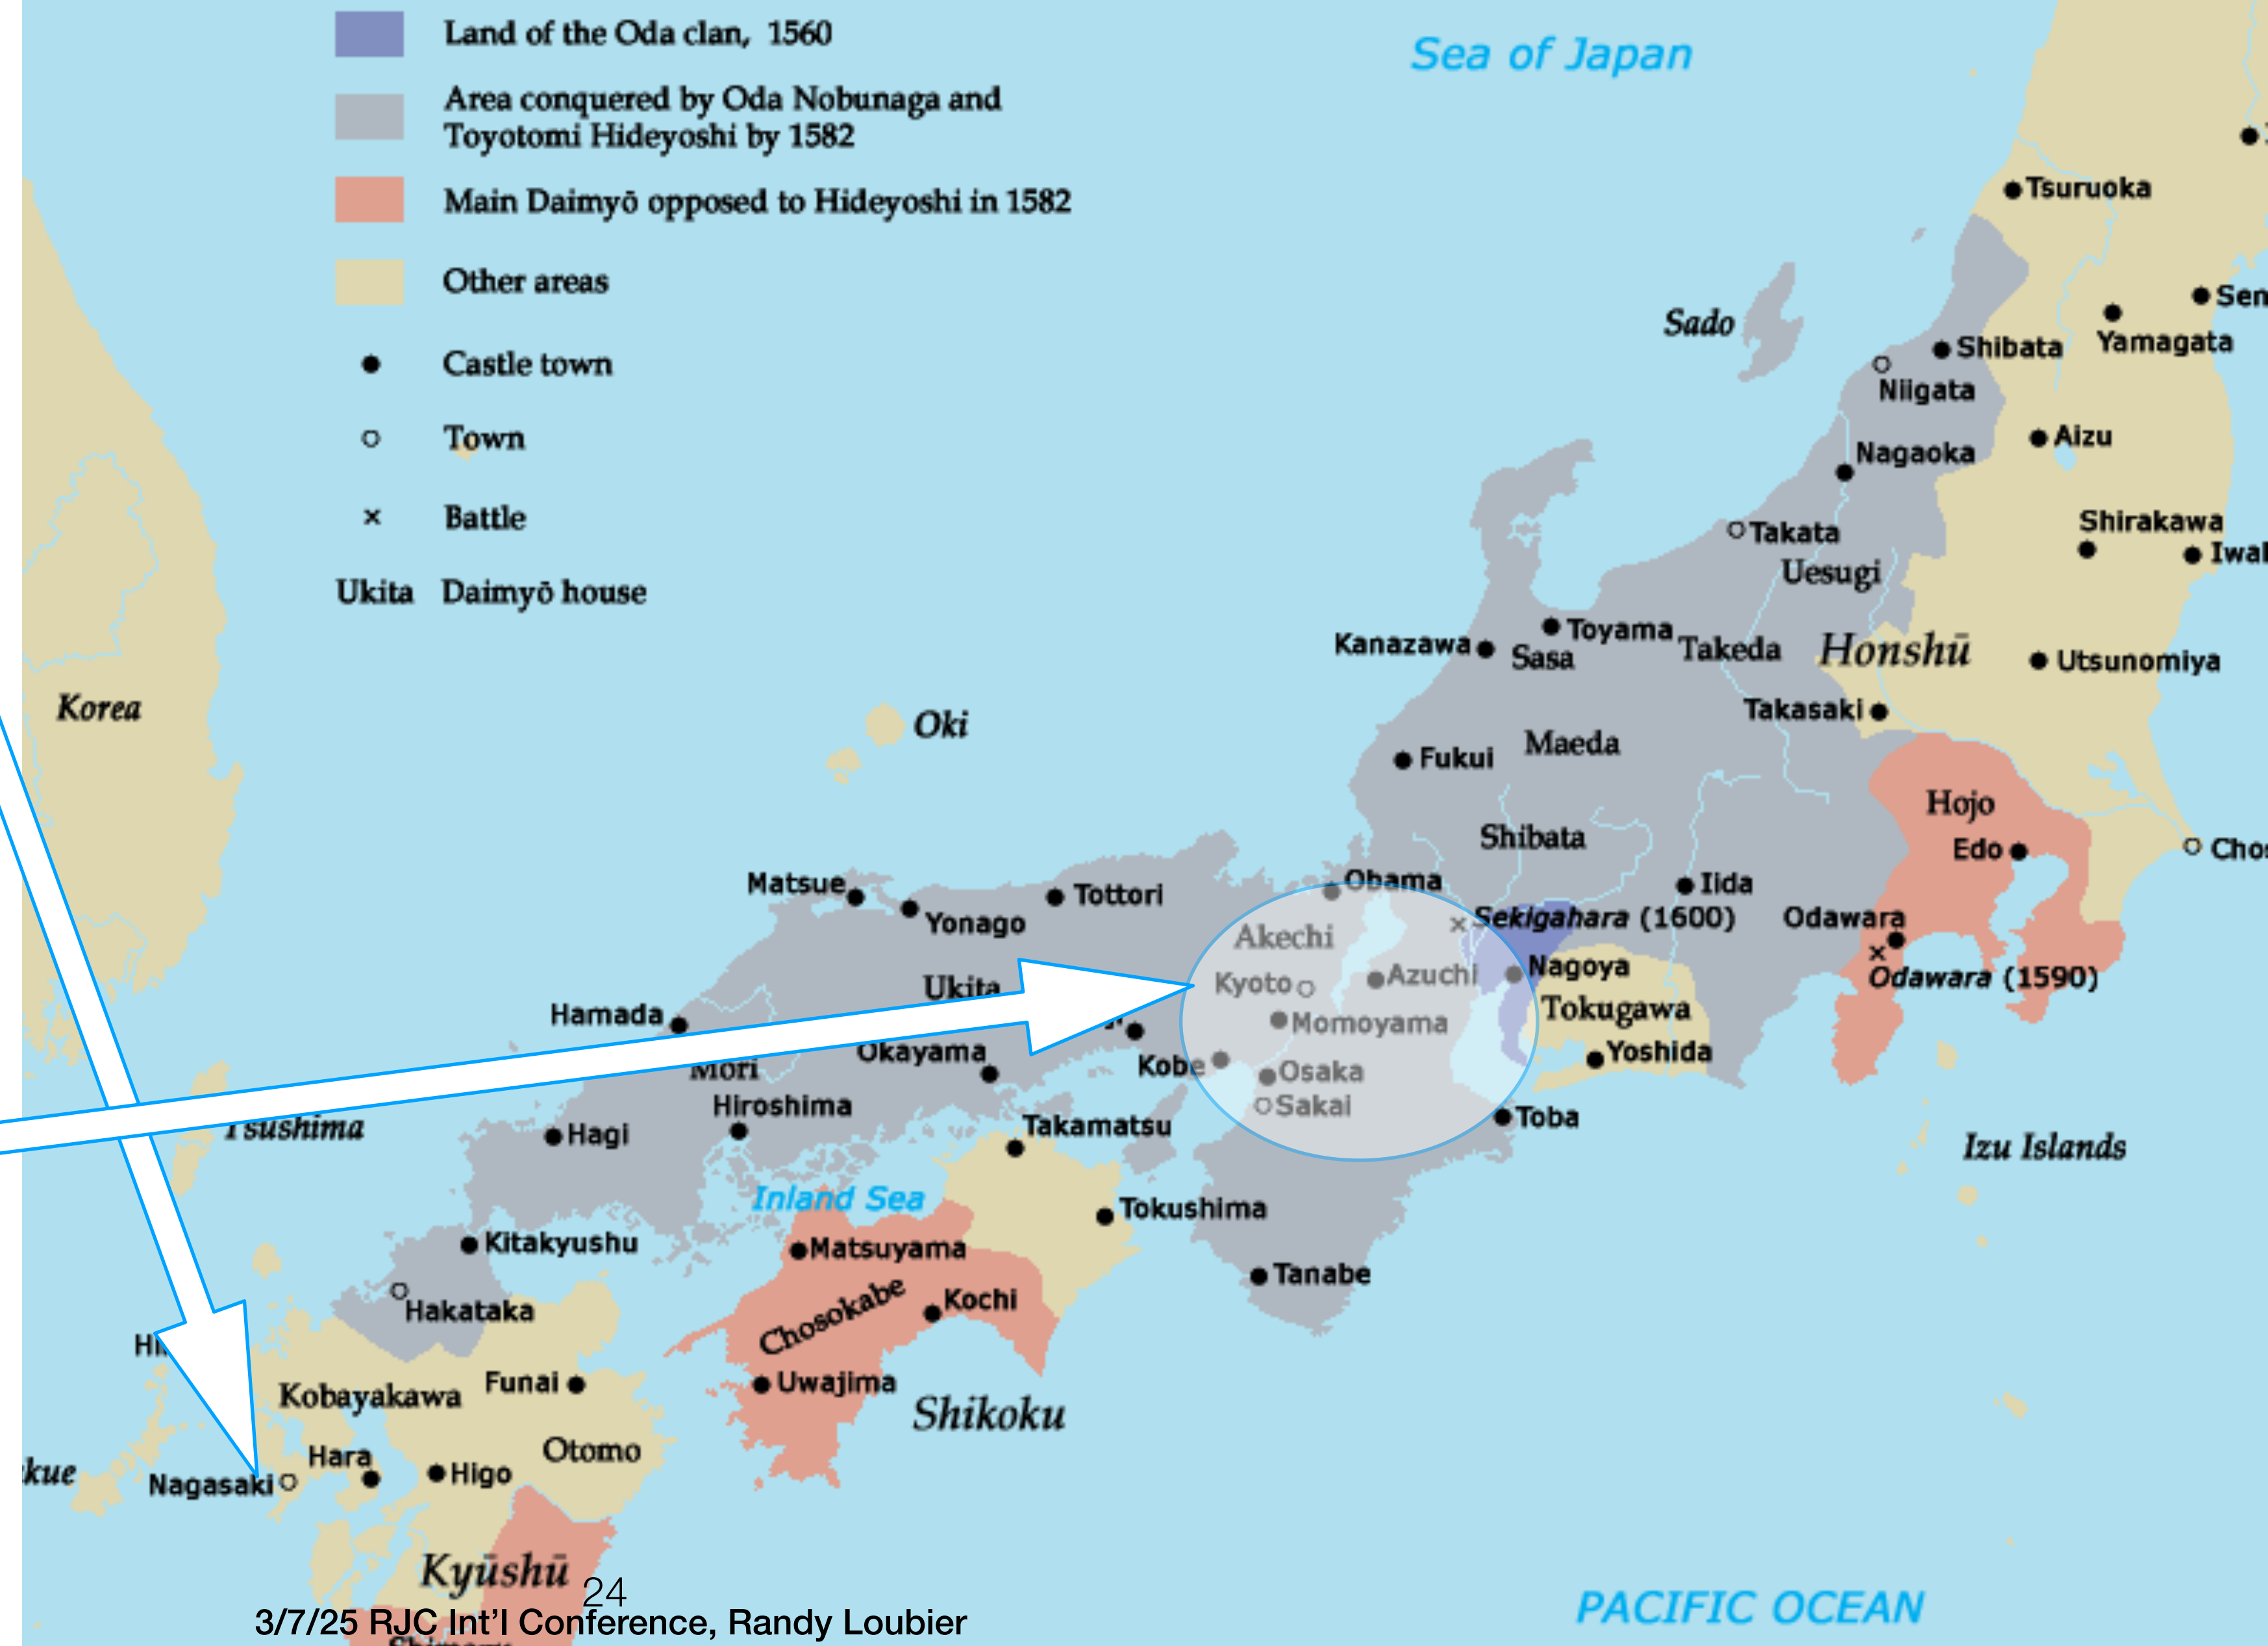 Land of the Oda clan, 1560
Area conquered by Oda Nobunaga and
Toyotomi Hideyoshi by 1582
Main Daimyō opposed to Hideyoshi in 1582
Other areas
Castle town
Town
Battle
Ukita Daimyō house
Sea of Japan
Tsuruoka
Sado
Shibata
Yamagata
Niigata
Aizu
Nagaoka
Shirakawa
Takata
Uesugi
Kanazawa
Toyama
Sasa
Takeda
Honshū
Utsunomiya
Korea
Oki
Takasaki
Fukui
Maeda
Hojo
Shibata
Edo
Matsue
Tottori
Obama
Iida
Yonago
Sekigahara (1600)
Odawara
Akechi
Kyoto
Azuchi
Nagoya
Odawara (1590)
Ukita
Hamada
Momoyama
Tokugawa
Okayama
Mori
Kobe
Osaka
Yoshida
Hiroshima
Sakai
Hagi
Takamatsu
Toba
Tsushima
Izu Islands
Inland Sea
Tokushima
Kitakyushu
Matsuyama
Tanabe
Hakataka
Chosokabe
Kochi
Kobayakawa
Funai
Uwajima
Shikoku
Otomo
Hara
Higo
Nagasaki
Kyūshū
24
PACIFIC OCEAN
3/7/25 RJC Int'l Conference, Randy Loubier